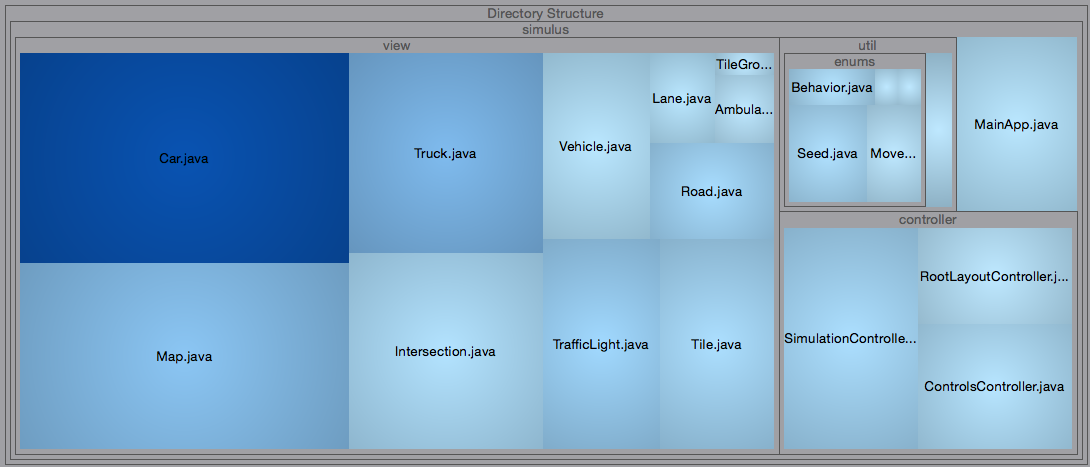 Directory Structure
simulus
view
Car.java
Truck.java
Vehicle.java
Lane.java
TileGro...
Ambula...
Road.java
Map.java
Intersection.java
TrafficLight.java
Tile.java
util
enums
Behavior.java
Seed.java
Move...
MainApp.java
controller
SimulationControlle...
RootLayoutController.j...
ControlsController.java